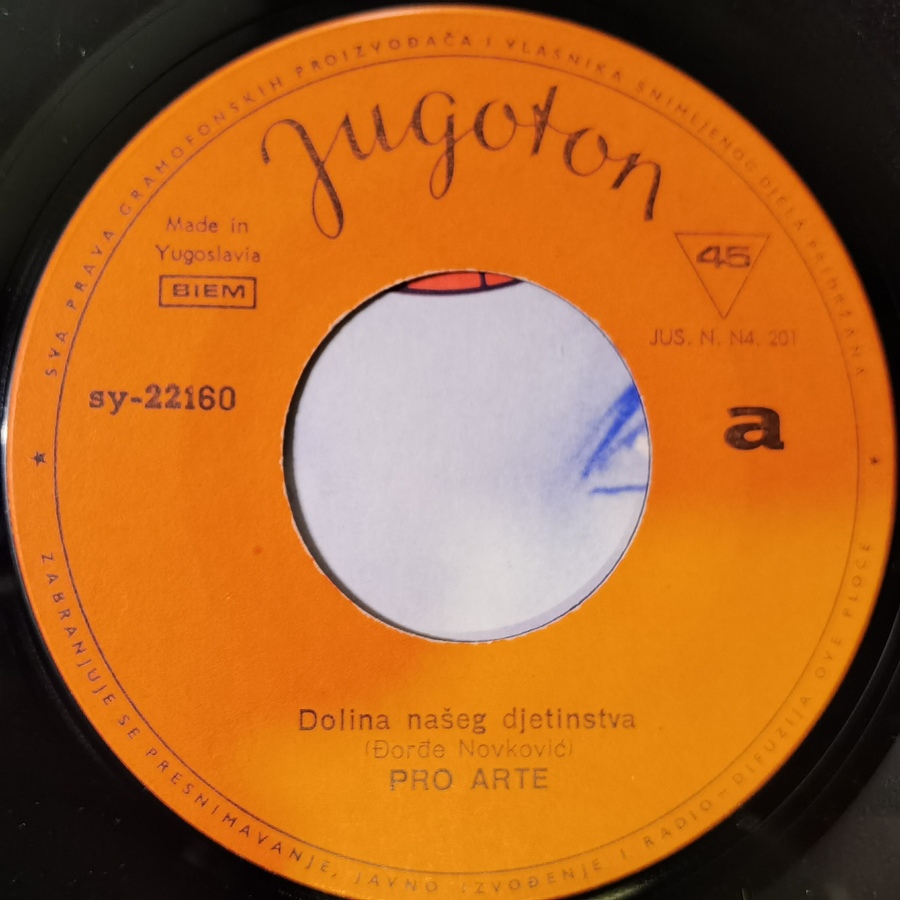 SVA PRAVA GRAMOFONSKIH PROIZVOĐAČA I VLASNIKA SNIMLJENOG DJELA PRIDRŽANA
Jugoton
Made in
Yugoslavia
BIEM
45
JUS. N. N4. 201
sy-22160
a
Dolina našeg djetinstva
(Đorđe Novković)
PRO ARTE
ZABRANJUJE SE PRESNIMAVANJE, JAVNO IZVOĐENJE I RADIO-DIFUZIJA OVE PLOČE